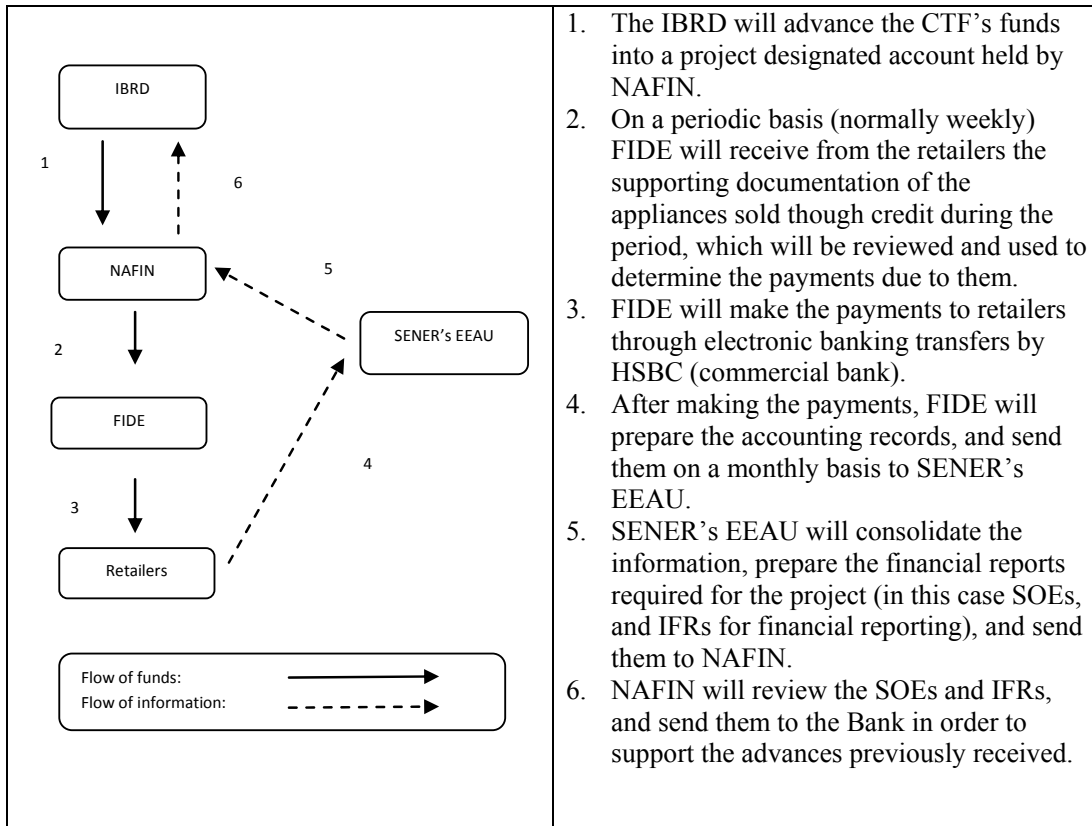 IBRD
1
6
NAFIN
5
2
SENER’s EEAU
FIDE
4
3
Retailers
Flow of funds:
Flow of information:
1. The IBRD will advance the CTF’s funds
into a project designated account held by
NAFIN.
2. On a periodic basis (normally weekly)
FIDE will receive from the retailers the
supporting documentation of the
appliances sold though credit during the
period, which will be reviewed and used to
determine the payments due to them.
3. FIDE will make the payments to retailers
through electronic banking transfers by
HSBC (commercial bank).
4. After making the payments, FIDE will
prepare the accounting records, and send
them on a monthly basis to SENER’s
EEAU.
5. SENER’s EEAU will consolidate the
information, prepare the financial reports
required for the project (in this case SOEs,
and IFRs for financial reporting), and send
them to NAFIN.
6. NAFIN will review the SOEs and IFRs,
and send them to the Bank in order to
support the advances previously received.